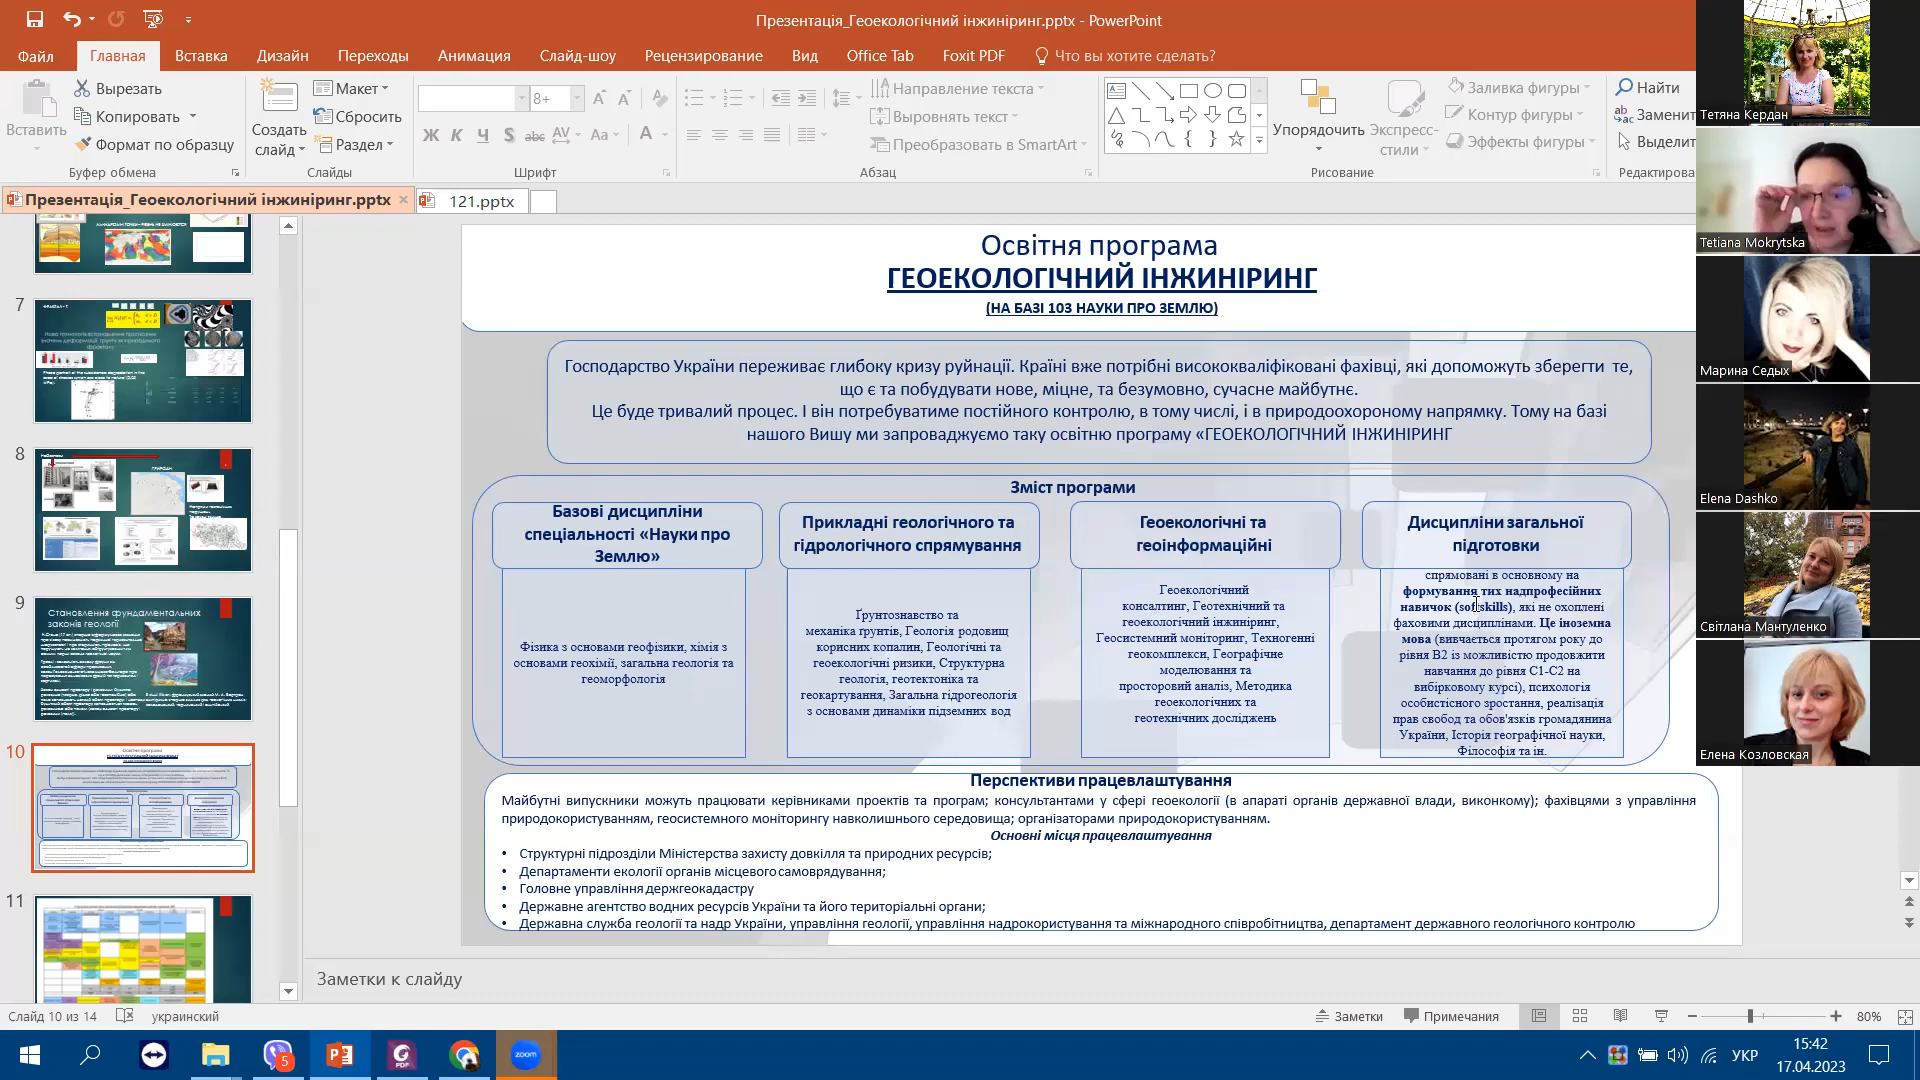 Презентація_Геоекологічний інжиніринг.pptx - PowerPoint
Файл
Главная
Вставка
Дизайн
Переходы
Анимация
Слайд-шоу
Рецензирование
Вид
Office Tab
Foxit PDF
Что вы хотите сделать?
Вставить
Вырезать
Копировать
Формат по образцу
Буфер обмена
Создать
слайд
Макет
Сбросить
Раздел
Слайды
8+
Ж К Ч S abc AV Aa A
Шрифт
Направление текста
Выровнять текст
Преобразовать в SmartArt
Абзац
Упорядочить
Экспресс-
стили
Заливка фигуры
Контур фигуры
Эффекты фигуры
Рисование
Найти
Заменит
Выделит
Редактирова
Презентація_Геоекологічний інжиніринг.pptx
121.pptx
7
8
9
Становлення фундаментальних
законів геології
10
11
Освітня програма
ГЕОЕКОЛОГІЧНИЙ ІНЖИНІРИНГ
(НА БАЗІ 103 НАУКИ ПРО ЗЕМЛЮ)
Господарство України переживає глибоку кризу руйнації. Країні вже потрібні висококваліфіковані фахівці, які допоможуть зберегти те,
що є та побудувати нове, міцне, та безумовно, сучасне майбутнє.
Це буде тривалий процес. І він потребуватиме постійного контролю, в тому числі, і в природоохороному напрямку. Тому на базі
нашого Вишу ми запроваджуємо таку освітню програму «ГЕОЕКОЛОГІЧНИЙ ІНЖИНІРИНГ
Зміст програми
Базові дисципліни
спеціальності «Науки про
Землю»
Фізика з основами геофізики, хімія з
основами геохімії, загальна геологія та
геоморфологія
Прикладні геологічного та
гідрологічного спрямування
Ґрунтознавство та
механіка ґрунтів, Геологія родовищ
корисних копалин, Геологічні та
геоекологічні ризики, Структурна
геологія, геотектоніка та
геокартування, Загальна гідрогеологія
з основами динаміки підземних вод
Геоекологічні та
геоінформаційні
Геоекологічний
консалтинг, Геотехнічний та
геоекологічний інжиніринг,
Геосистемний моніторинг, Техногенні
геокомплекси, Географічне
моделювання та
просторовий аналіз, Методика
геоекологічних та
геотехнічних досліджень
Дисципліни загальної
підготовки
спрямовані в основному на
формування тих надпрофесійних
навичок (soft skills), які не охоплені
фаховими дисциплінами. Це іноземна
мова (вивчається протягом року до
рівня В2 із можливістю продовжити
навчання до рівня С1-С2 на
вибірковому курсі), психологія
особистісного зростання, реалізація
прав свобод та обов'язків громадянина
України, Історія географічної науки,
Філософія та ін.
Перспективи працевлаштування
Майбутні випускники можуть працювати керівниками проектів та програм; консультантами у сфері геоекології (в апараті органів державної влади, виконкому); фахівцями з управління
природокористуванням, геосистемного моніторингу навколишнього середовища; організаторами природокористуванням.
Основні місця працевлаштування
• Структурні підрозділи Міністерства захисту довкілля та природних ресурсів;
• Департаменти екології органів місцевого самоврядування;
• Головне управління держгеокадастру
• Державне агентство водних ресурсів України та його територіальні органи;
• Державна служба геології та надр України, управління геології, управління надрокористування та міжнародного співробітництва, департамент державного геологічного контролю
Тетяна Кердан
Tetiana Mokrytska
Марина Седых
Elena Dashko
Світлана Мантуленко
Елена Козловская
Заметки к слайду
Слайд 10 из 14
украинский
Заметки
Примечания
80%
5
PDF
zoom
УКР
15:42
17.04.2023